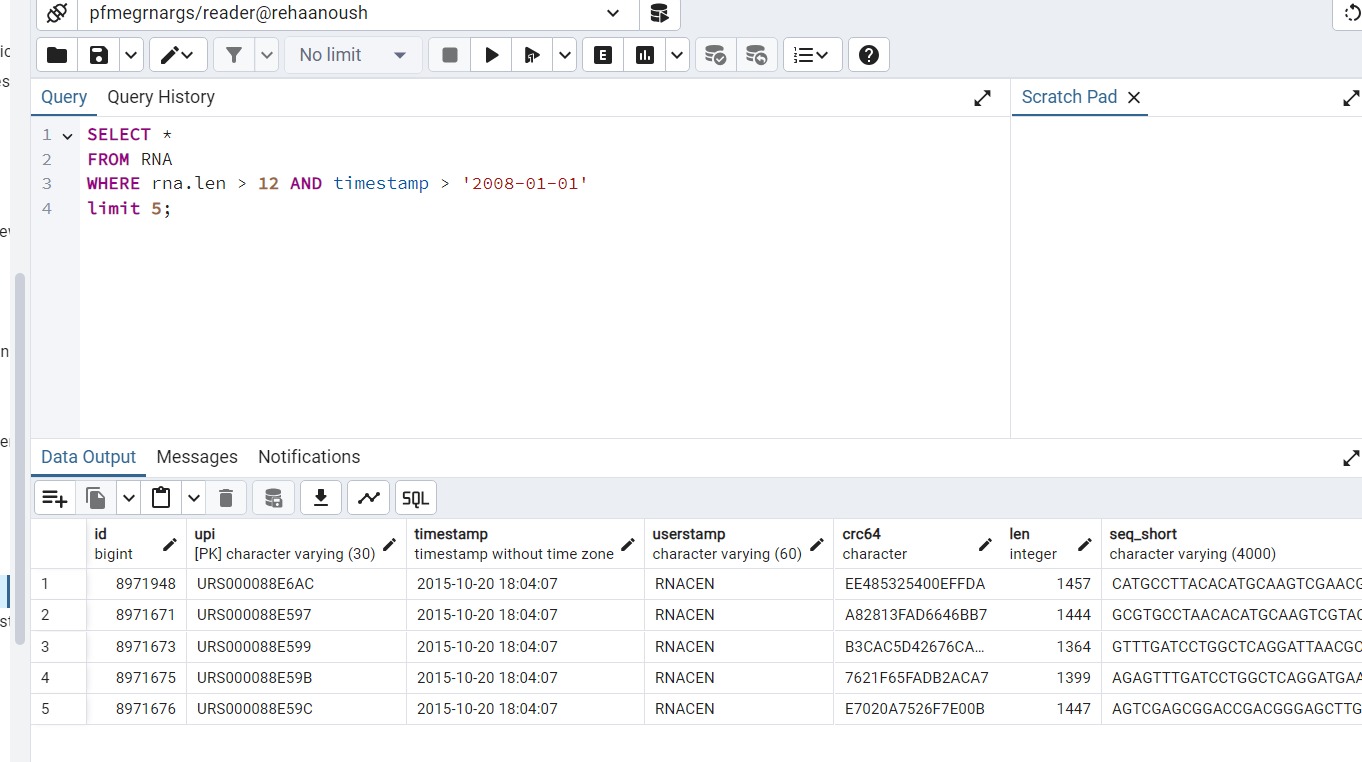 pfmegrnargs/reader@rehaanoush
No limit
E
Query Query History
Scratch Pad
1 SELECT *
2 FROM RNA
3 WHERE rna.len > 12 AND timestamp > '2008-01-01'
4 limit 5;
Data Output Messages Notifications
SQL
id upi timestamp userstamp crc64 len seq_short
bigint [PK] character varying (30) timestamp without time zone character varying (60) character integer character varying (4000)
1 8971948 URS000088E6AC 2015-10-20 18:04:07 RNACEN EE485325400EFFDA 1457 CATGCCTTACACATGCAAGTCGAACG
2 8971671 URS000088E597 2015-10-20 18:04:07 RNACEN A82813FAD6646BB7 1444 GCGTGCCTAACACATGCAAGTCGTAC
3 8971673 URS000088E599 2015-10-20 18:04:07 RNACEN B3CAC5D42676CA... 1364 GTTTGATCCTGGCTCAGGATTAACGC
4 8971675 URS000088E59B 2015-10-20 18:04:07 RNACEN 7621F65FADB2ACA7 1399 AGAGTTTGATCCTGGCTCAGGATGAA
5 8971676 URS000088E59C 2015-10-20 18:04:07 RNACEN E7020A7526F7E00B 1447 AGTCGAGCGGACCGACGGGAGCTTG